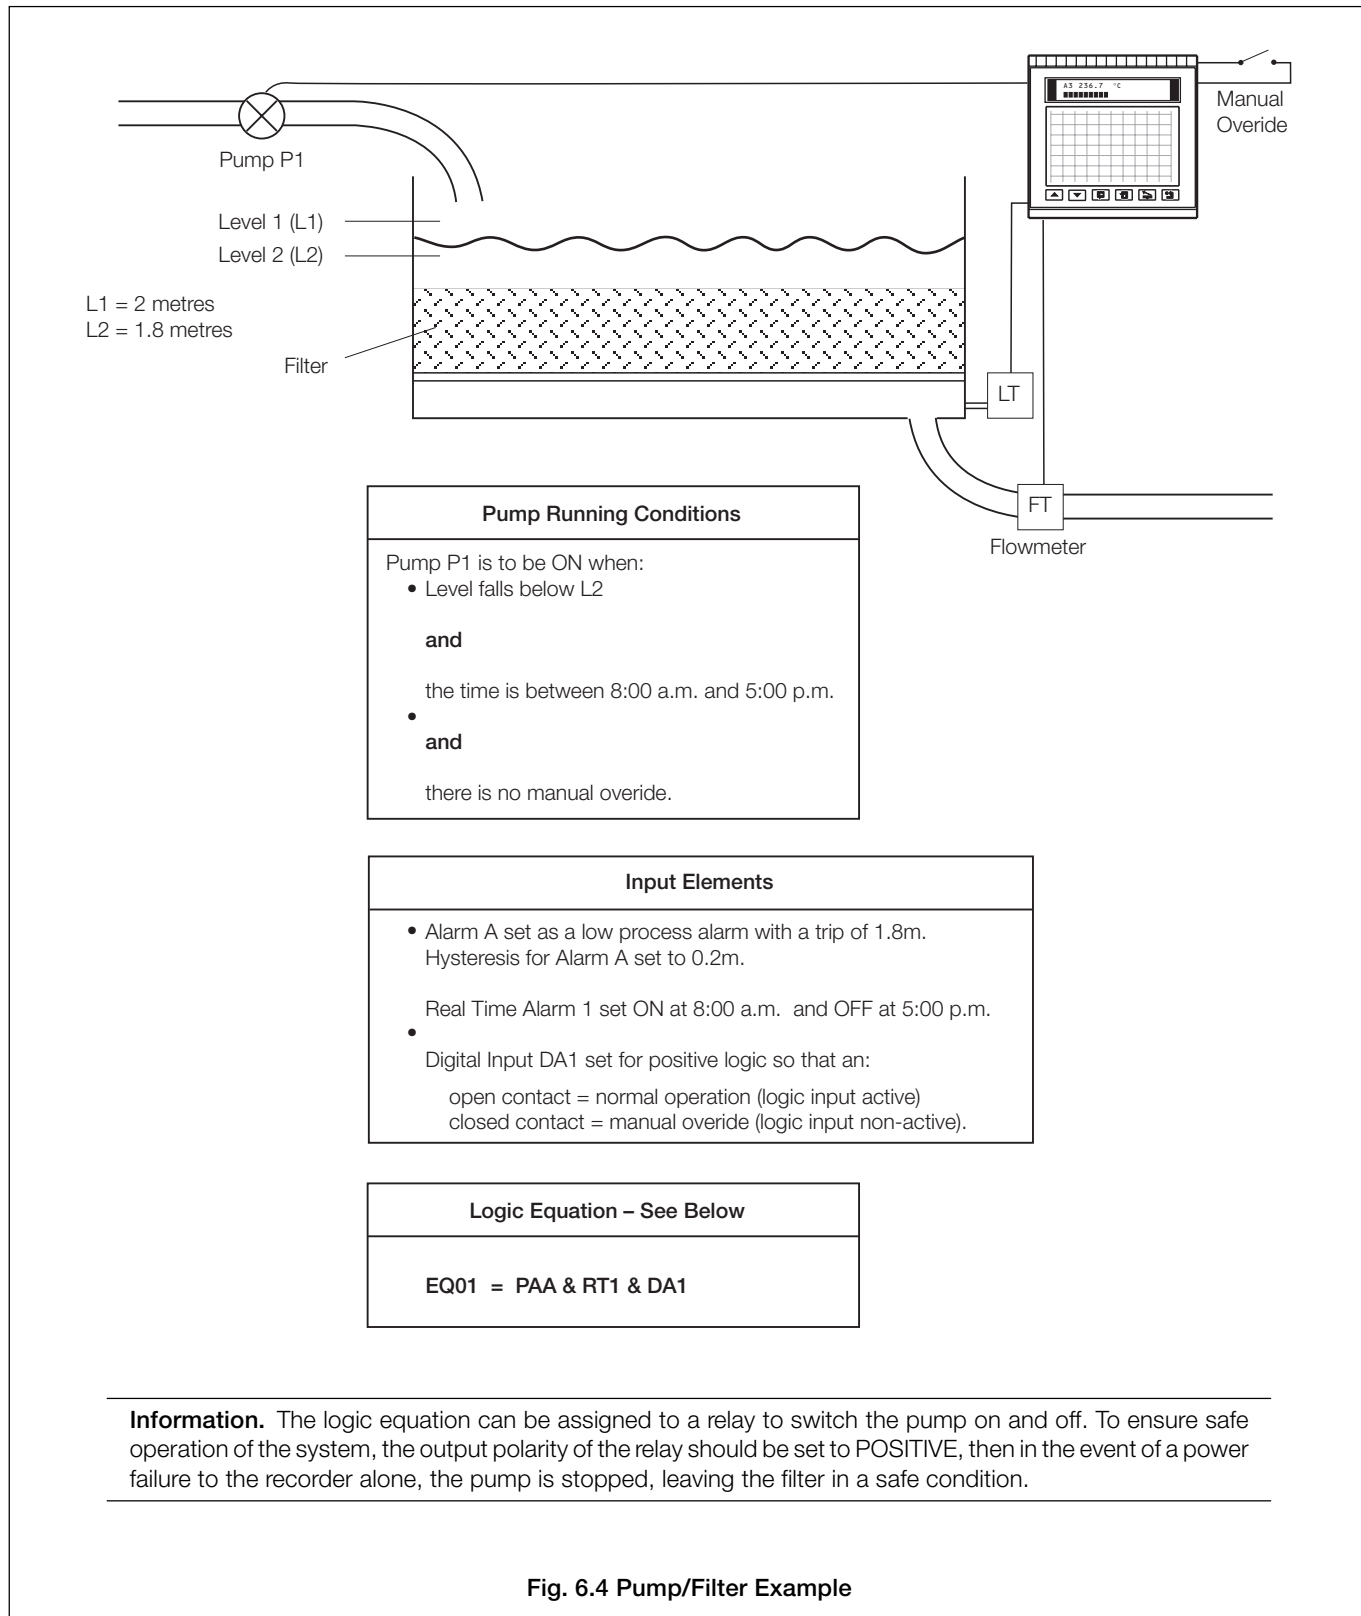 A3 236.7 °C
Manual
Overide
Pump P1
Level 1 (L1)
Level 2 (L2)
L1 = 2 metres
L2 = 1.8 metres
Filter
LT
FT
Flowmeter
Pump Running Conditions
Pump P1 is to be ON when:
• Level falls below L2
and
the time is between 8:00 a.m. and 5:00 p.m.
•
and
there is no manual overide.
Input Elements
• Alarm A set as a low process alarm with a trip of 1.8m.
Hysteresis for Alarm A set to 0.2m.
Real Time Alarm 1 set ON at 8:00 a.m. and OFF at 5:00 p.m.
•
Digital Input DA1 set for positive logic so that an:
open contact = normal operation (logic input active)
closed contact = manual overide (logic input non-active).
Logic Equation – See Below
EQ01 = PAA & RT1 & DA1
Information. The logic equation can be assigned to a relay to switch the pump on and off. To ensure safe
operation of the system, the output polarity of the relay should be set to POSITIVE, then in the event of a power
failure to the recorder alone, the pump is stopped, leaving the filter in a safe condition.
Fig. 6.4 Pump/Filter Example